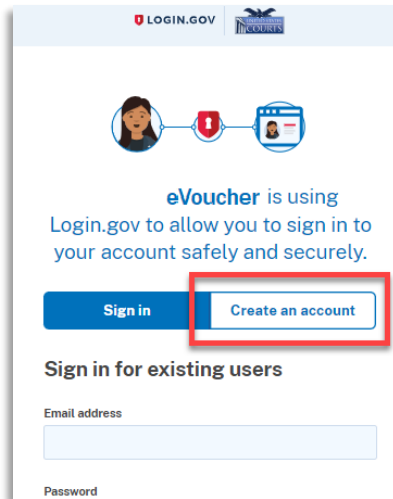 LOGIN.GOV
COURTS
eVoucher is using
Login.gov to allow you to sign in to
your account safely and securely.
Sign in
Create an account
Sign in for existing users
Email address
Password